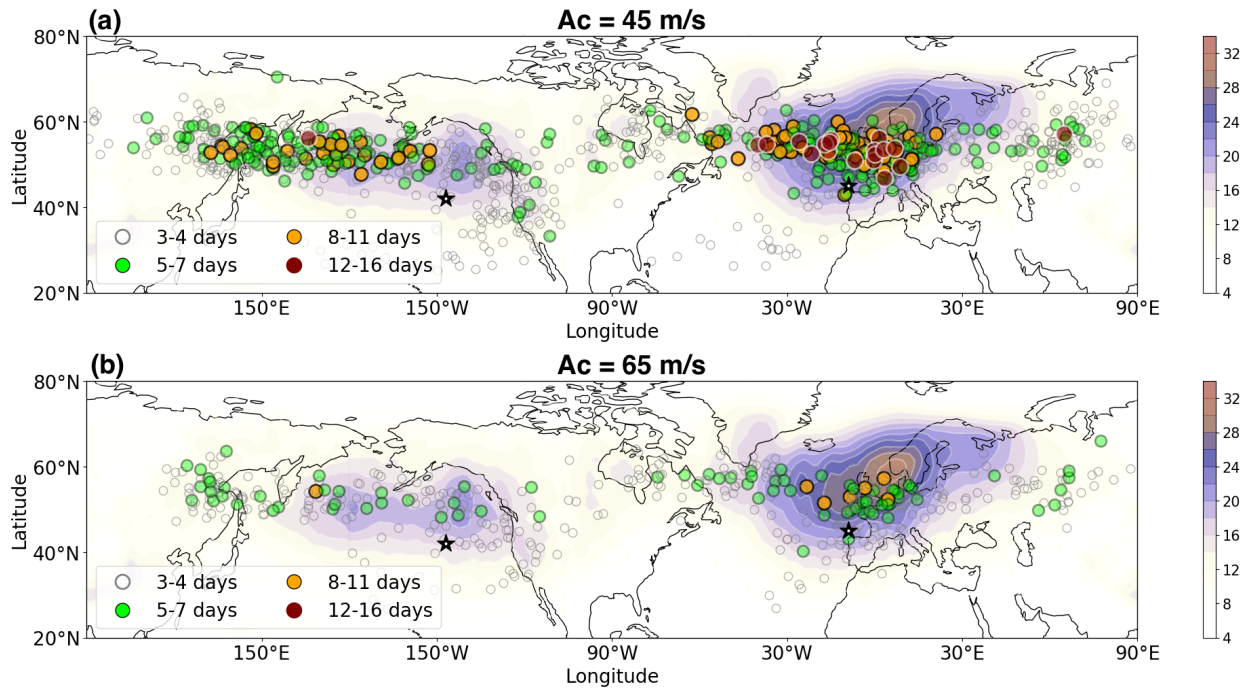 (a) Ac = 45 m/s
80°N
60°N
40°N
20°N
Latitude
3-4 days 8-11 days
5-7 days 12-16 days
150°E 150°W 90°W 30°W 30°E 90°E
Longitude
32
28
24
20
16
12
8
4
(b) Ac = 65 m/s
80°N
60°N
40°N
20°N
Latitude
3-4 days 8-11 days
5-7 days 12-16 days
150°E 150°W 90°W 30°W 30°E 90°E
Longitude
32
28
24
20
16
12
8
4